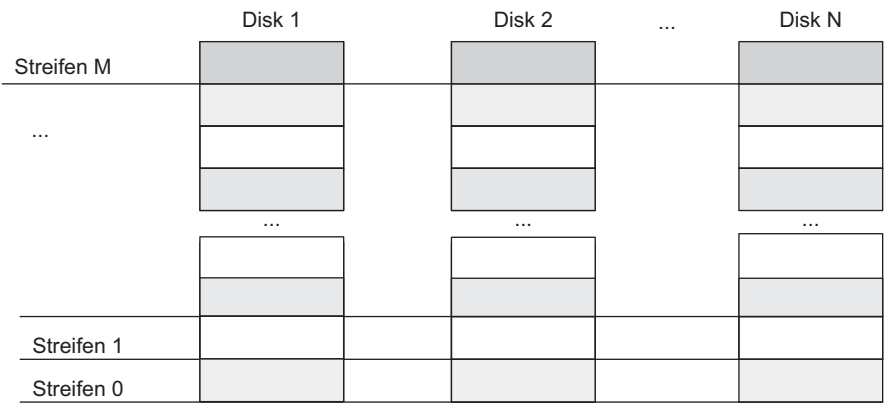 Disk 1 Disk 2 ... Disk N
Streifen M
...
... ... ...
Streifen 1
Streifen 0